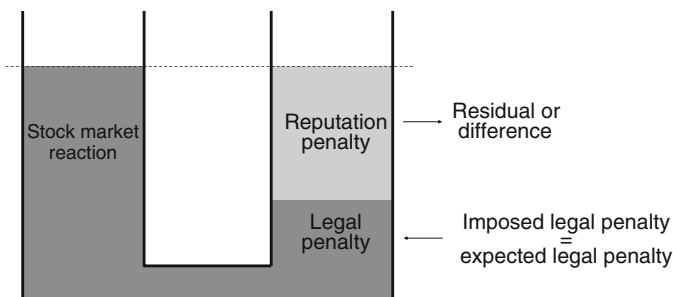 Stock market
reaction
Reputation
penalty
Residual or
difference
Legal
penalty
Imposed legal penalty
=
expected legal penalty